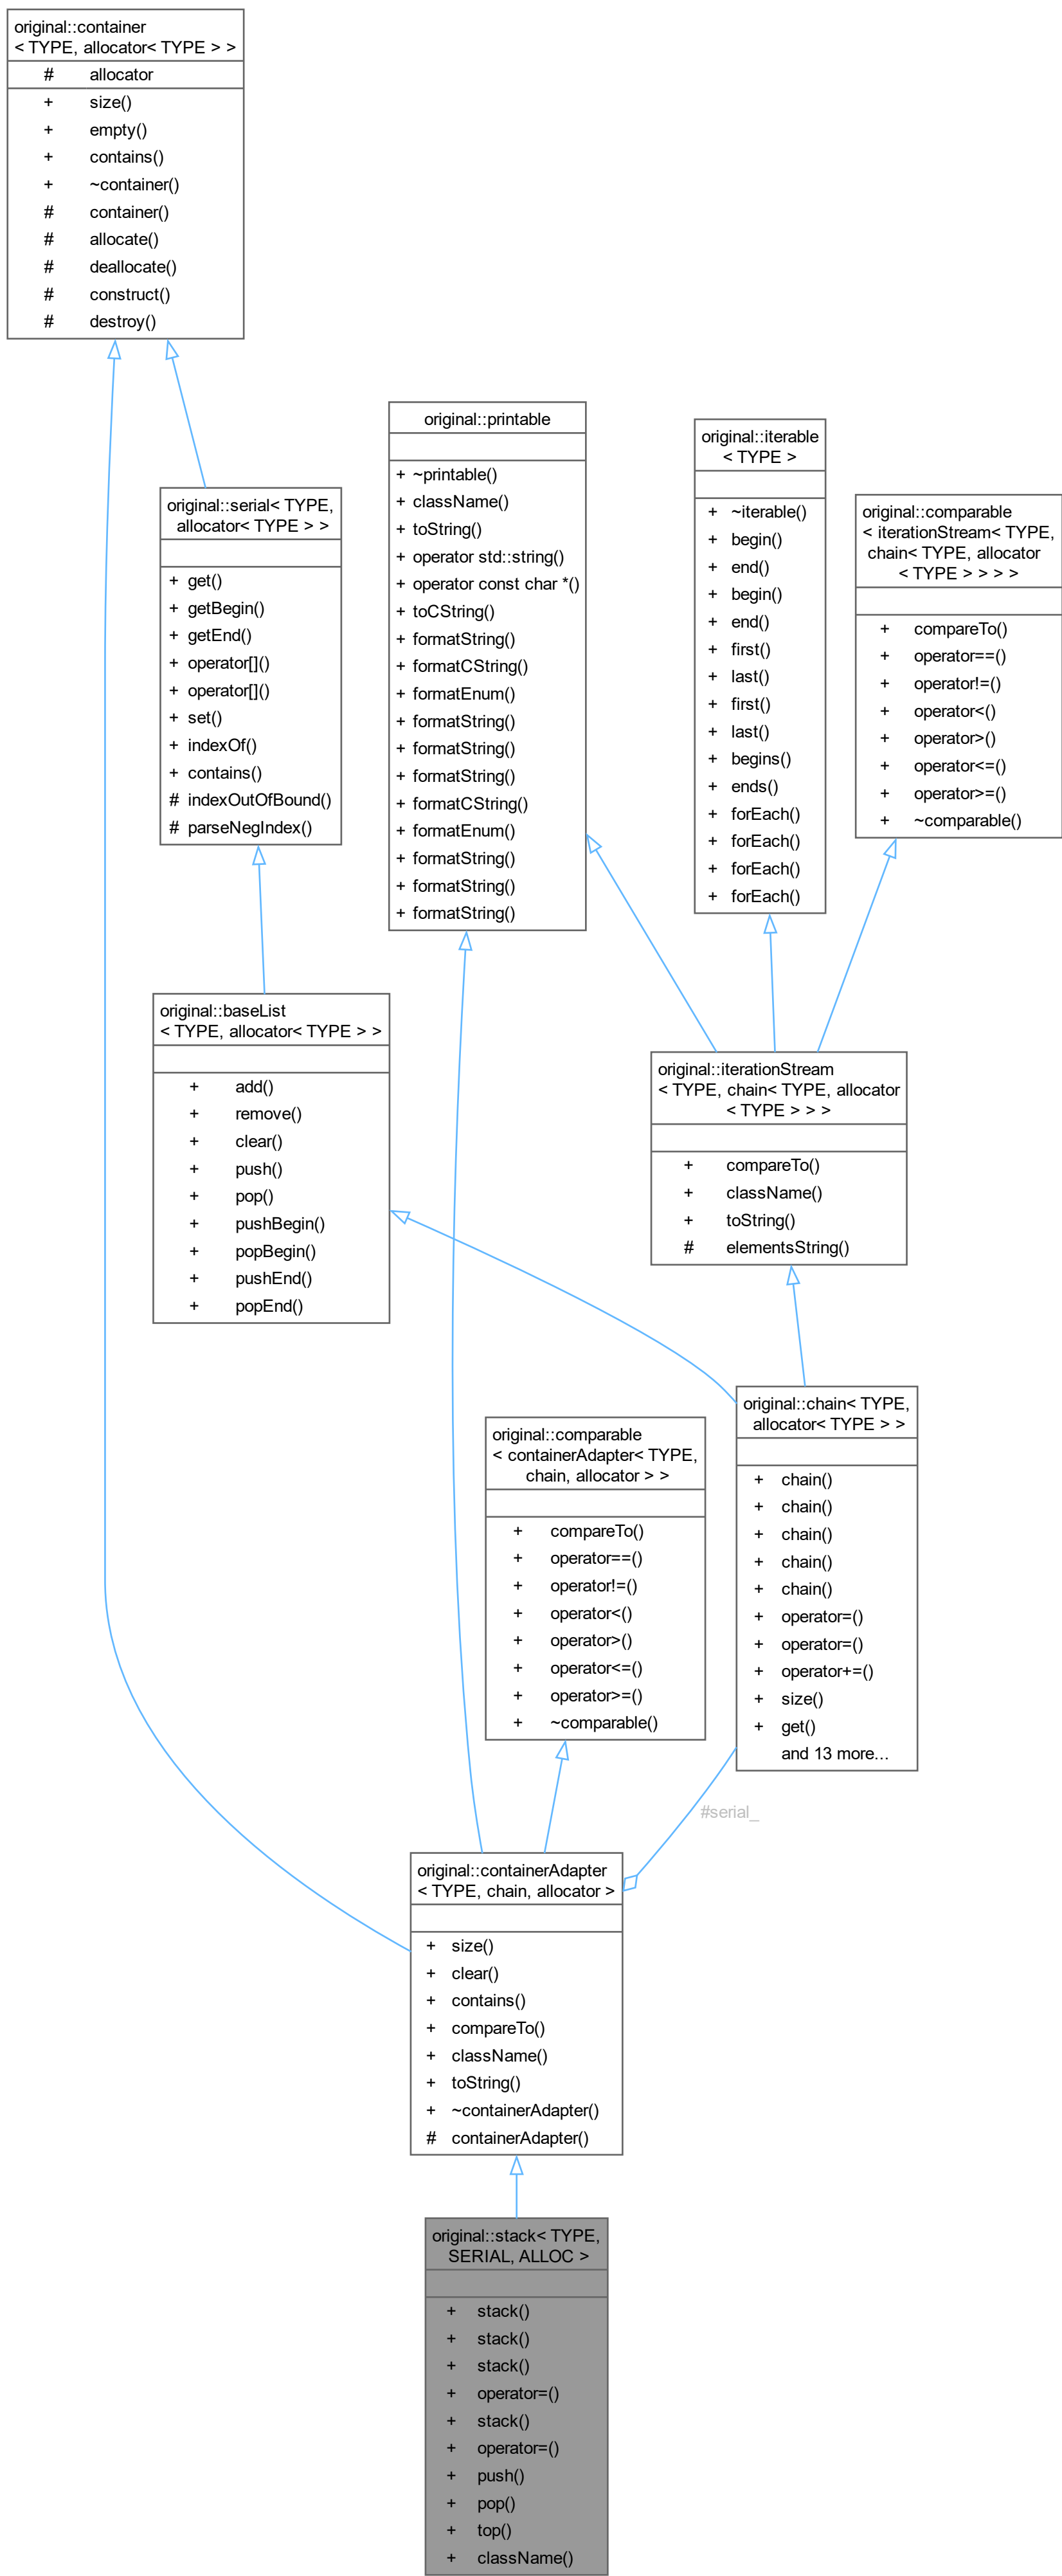 original::container
< TYPE, allocator< TYPE > >
# allocator
+ size()
+ empty()
+ contains()
+ ~container()
# container()
# allocate()
# deallocate()
# construct()
# destroy()
original::printable
+ ~printable()
+ className()
+ toString()
+ operator std::string()
+ operator const char *()
+ toCString()
+ formatString()
+ formatCString()
+ formatEnum()
+ formatString()
+ formatString()
+ formatString()
+ formatCString()
+ formatEnum()
+ formatString()
+ formatString()
+ formatString()
original::iterable
< TYPE >
+ ~iterable()
+ begin()
+ end()
+ begin()
+ end()
+ first()
+ last()
+ first()
+ last()
+ begins()
+ ends()
+ forEach()
+ forEach()
+ forEach()
+ forEach()
original::serial< TYPE,
allocator< TYPE > >
+ get()
+ getBegin()
+ getEnd()
+ operator[]()
+ operator[]()
+ set()
+ indexOf()
+ contains()
# indexOutOfBound()
# parseNegIndex()
original::comparable
< iterationStream< TYPE,
chain< TYPE, allocator
< TYPE > > > >
+ compareTo()
+ operator==()
+ operator!=()
+ operator<()
+ operator>()
+ operator<=()
+ operator>=()
+ ~comparable()
original::baseList
< TYPE, allocator< TYPE > >
+ add()
+ remove()
+ clear()
+ push()
+ pop()
+ pushBegin()
+ popBegin()
+ pushEnd()
+ popEnd()
original::iterationStream
< TYPE, chain< TYPE, allocator
< TYPE > > >
+ compareTo()
+ className()
+ toString()
# elementsString()
original::chain< TYPE,
allocator< TYPE > >
+ chain()
+ chain()
+ chain()
+ chain()
+ chain()
+ operator=()
+ operator=()
+ operator+=()
+ size()
+ get()
and 13 more...
original::comparable
< containerAdapter< TYPE,
chain, allocator > >
+ compareTo()
+ operator==()
+ operator!=()
+ operator<()
+ operator>()
+ operator<=()
+ operator>=()
+ ~comparable()
#serial_
original::containerAdapter
< TYPE, chain, allocator >
+ size()
+ clear()
+ contains()
+ compareTo()
+ className()
+ toString()
+ ~containerAdapter()
# containerAdapter()
original::stack< TYPE,
SERIAL, ALLOC >
+ stack()
+ stack()
+ stack()
+ operator=()
+ stack()
+ operator=()
+ push()
+ pop()
+ top()
+ className()